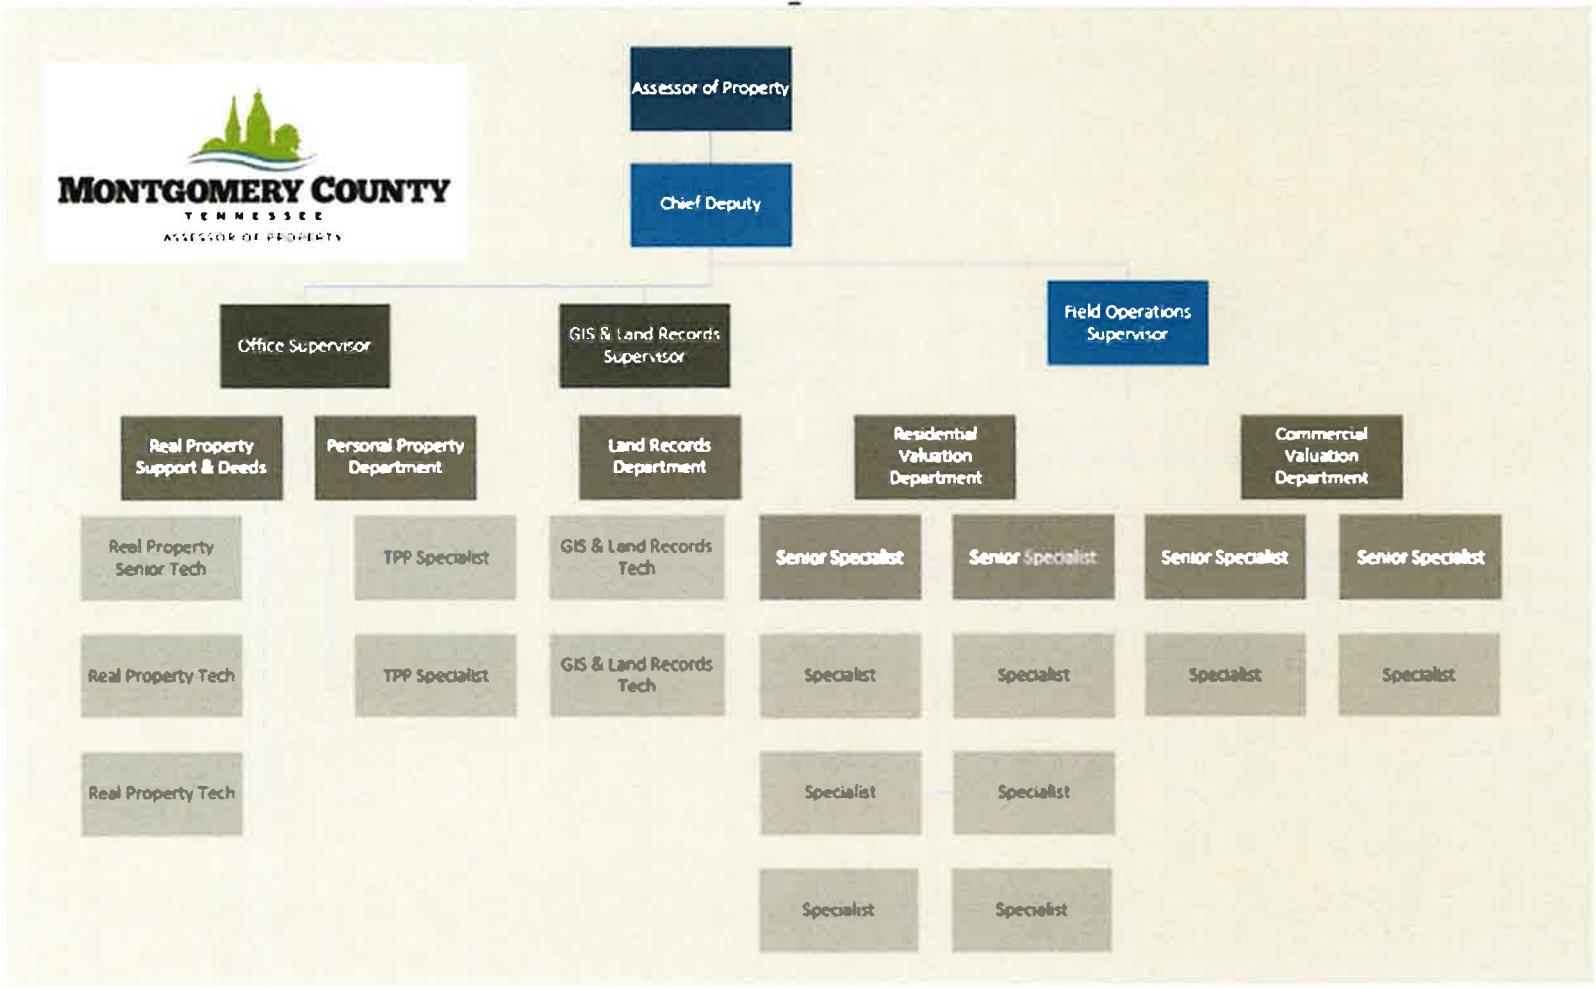 Assessor of Property
MONTGOMERY COUNTY
TENNESSEE
ASSESSOR OF PROPERTY
Chief Deputy
Office Supervisor
GIS & Land Records
Supervisor
Field Operations
Supervisor
Real Property
Support & Deeds
Personal Property
Department
Land Records
Department
Residential
Valuation
Department
Commercial
Valuation
Department
Real Property
Senior Tech
TPP Specialist
GIS & Land Records
Tech
Senior Specialist
Senior Specialist
Senior Specialist
Senior Specialist
Real Property Tech
TPP Specialist
GIS & Land Records
Tech
Specialist
Specialist
Specialist
Specialist
Real Property Tech
Specialist
Specialist
Specialist
Specialist